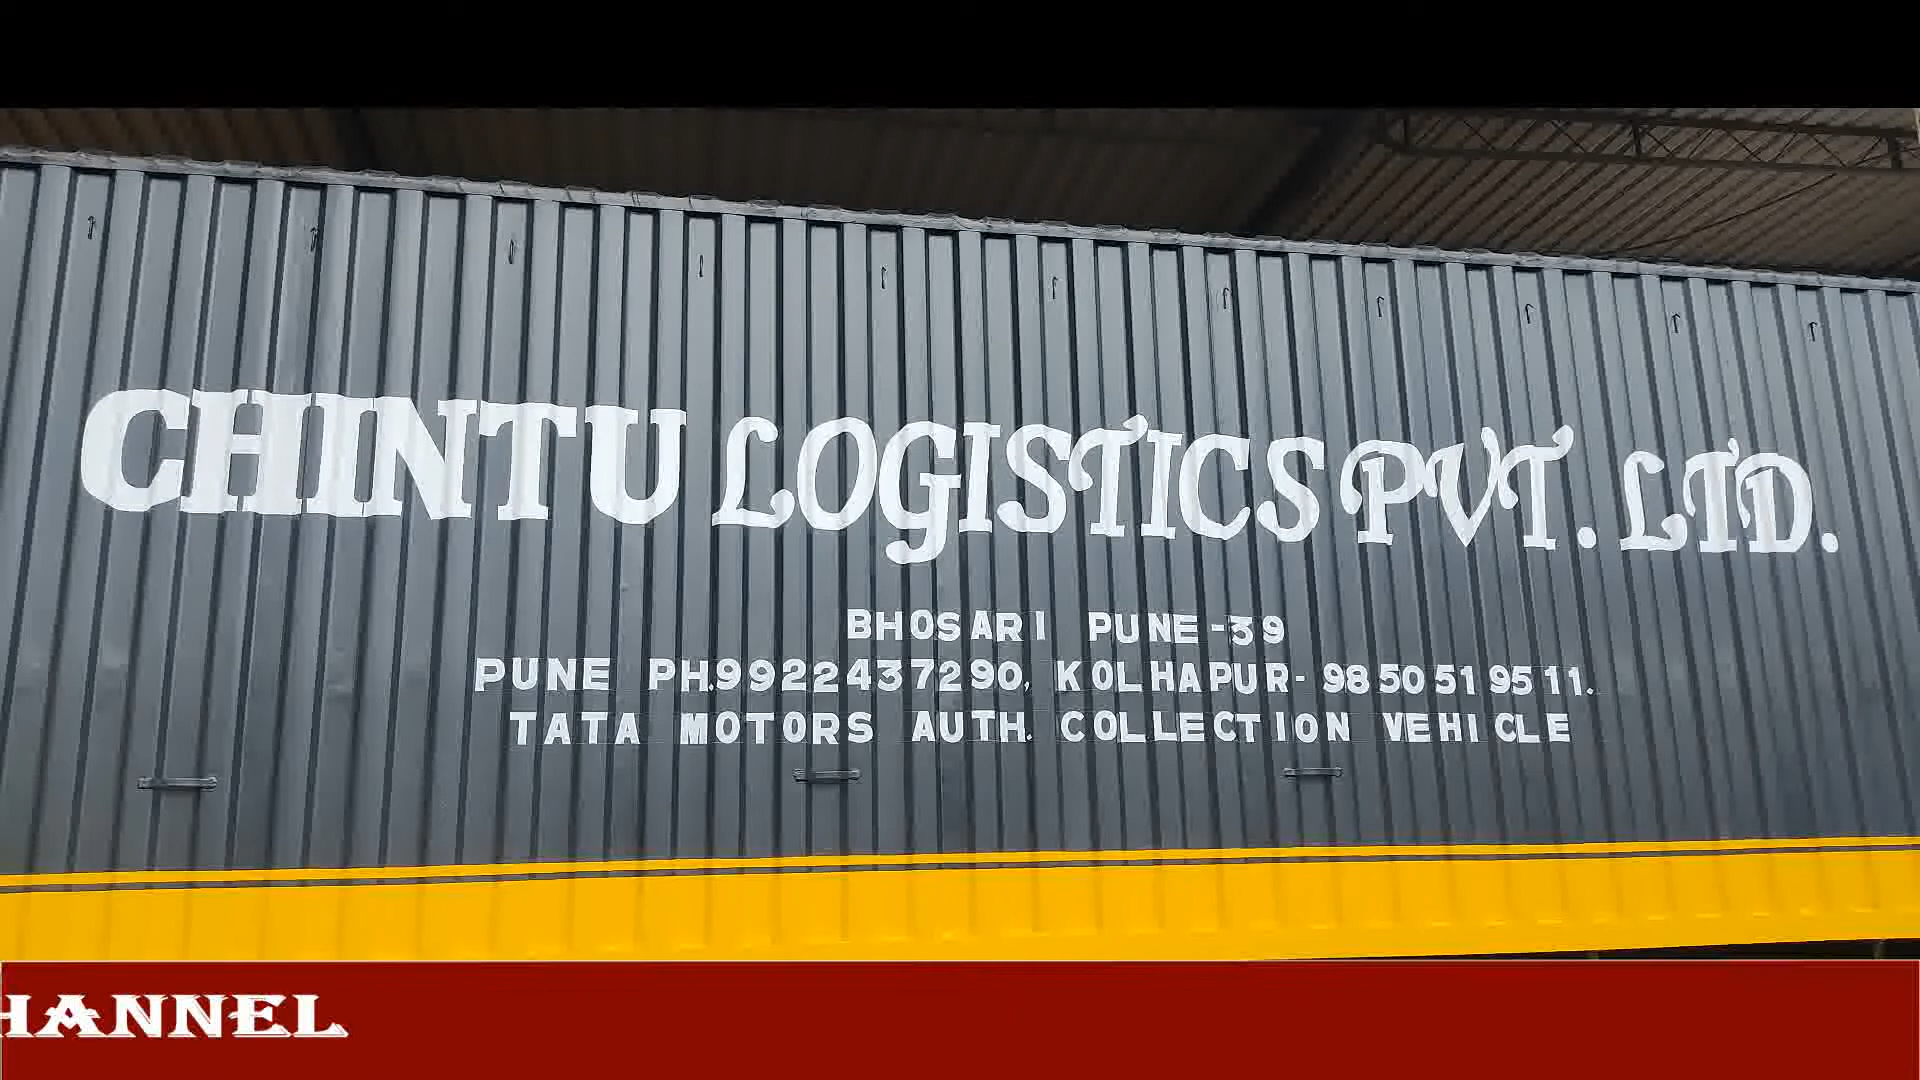 CHINTU LOGISTICS PVT. LTD.
BHOSARI PUNE-39
PUNE PH.9922437290, KOLHAPUR- 9850519511.
TATA MOTORS AUTH. COLLECTION VEHICLE
HANNEL